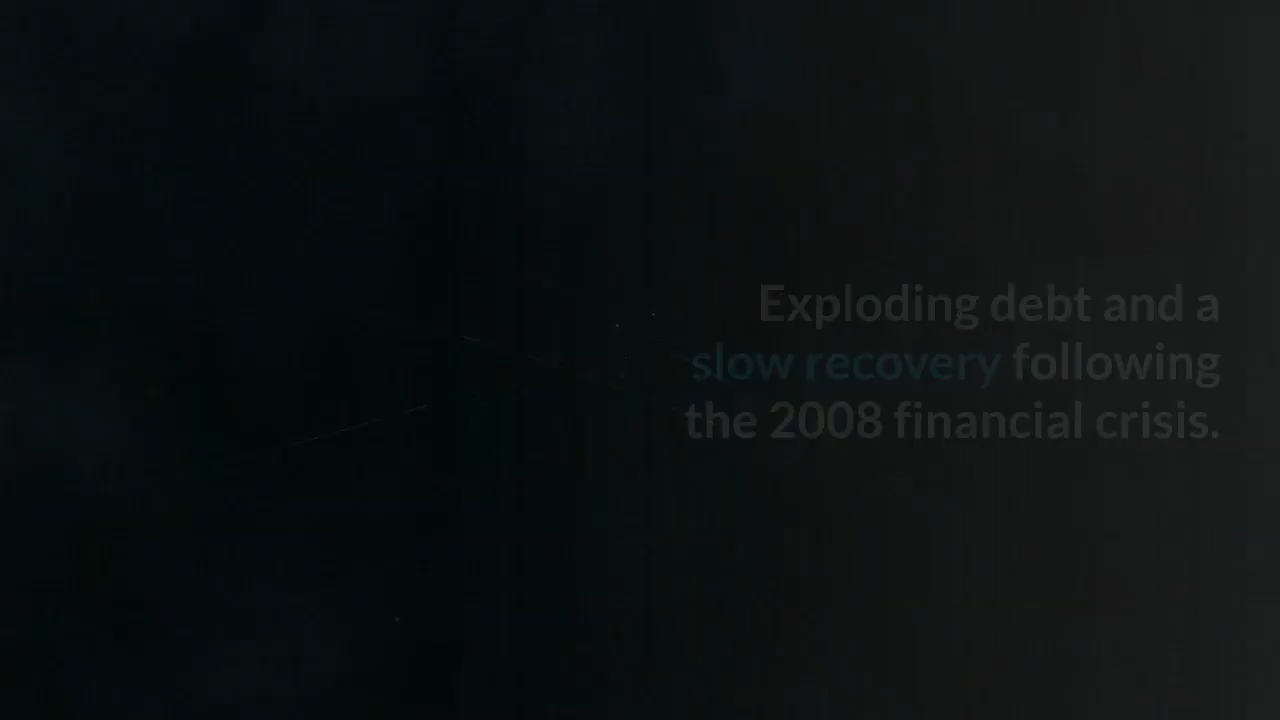 Exploding debt and a
slow recovery following
the 2008 financial crisis.